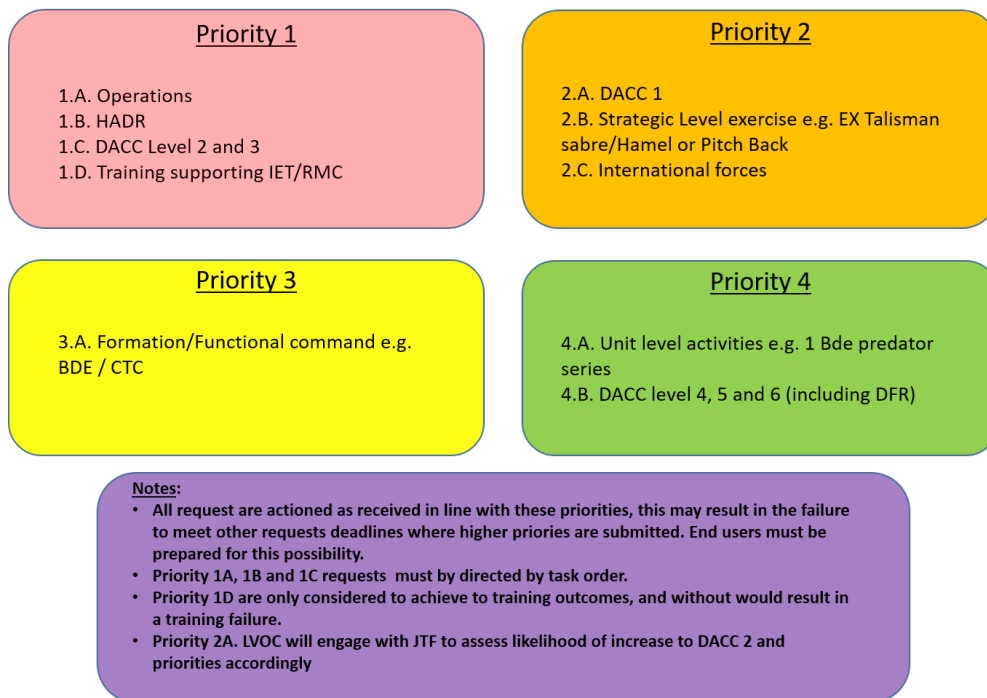 Priority 1
1.A. Operations
1.B. HADR
1.C. DACC Level 2 and 3
1.D. Training supporting IET/RMC
Priority 2
2.A. DACC 1
2.B. Strategic Level exercise e.g. EX Talisman
sabre/Hamel or Pitch Back
2.C. International forces
Priority 3
3.A. Formation/Functional command e.g.
BDE / CTC
Priority 4
4.A. Unit level activities e.g. 1 Bde predator
series
4.B. DACC level 4, 5 and 6 (including DFR)
Notes:
• All request are actioned as received in line with these priorities, this may result in the failure
to meet other requests deadlines where higher priories are submitted. End users must be
prepared for this possibility.
• Priority 1A, 1B and 1C requests must by directed by task order.
• Priority 1D are only considered to achieve to training outcomes, and without would result in
a training failure.
• Priority 2A. LVOC will engage with JTF to assess likelihood of increase to DACC 2 and
priorities accordingly